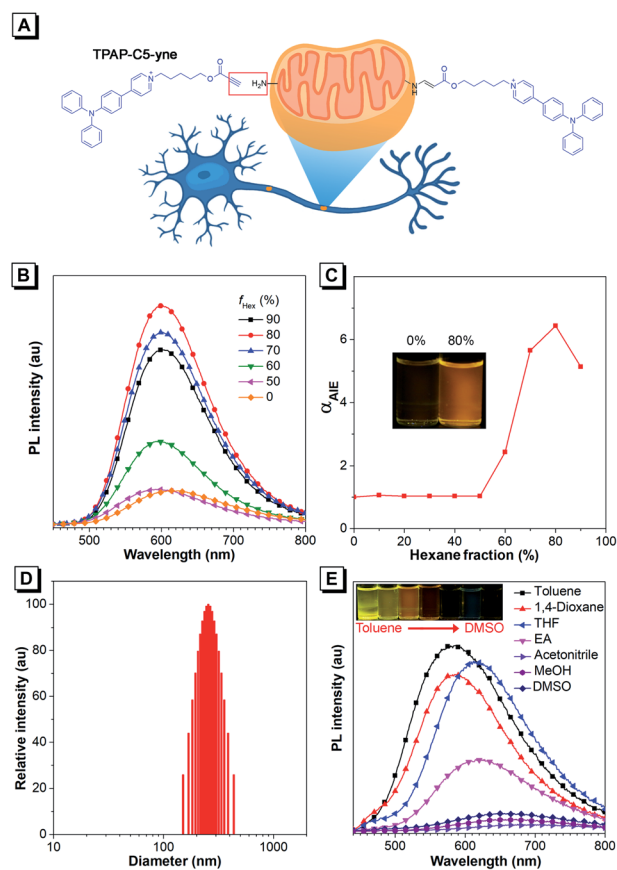 A
TPAP-C5-yne
N+
O
O
H2N
N
H
O
O
N+
N
N
B
fHex (%)
90
80
70
60
50
0
PL intensity (au)
500 600 700 800
Wavelength (nm)
C
0% 80%
αAIE
6
4
2
0
0 20 40 60 80 100
Hexane fraction (%)
D
Relative intensity (au)
100
80
60
40
20
0
10 100 1000
Diameter (nm)
E
Toluene
1,4-Dioxane
THF
EA
Acetonitrile
MeOH
DMSO
Toluene DMSO
PL intensity (au)
500 600 700 800
Wavelength (nm)